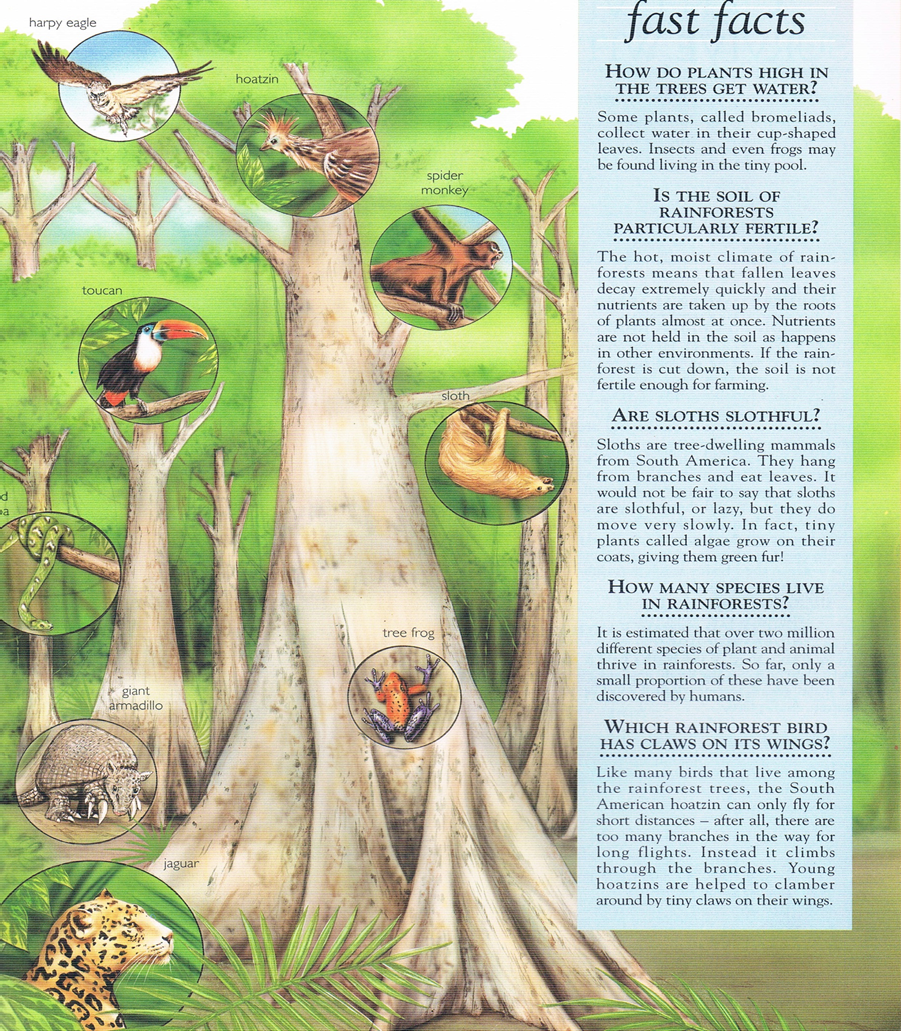 harpy eagle
hoatzin
spider
monkey
toucan
sloth
tree frog
giant
armadillo
jaguar
fast facts
HOW DO PLANTS HIGH IN
THE TREES GET WATER?
Some plants, called bromeliads,
collect water in their cup-shaped
leaves. Insects and even frogs may
be found living in the tiny pool.
IS THE SOIL OF
RAINFORESTS
PARTICULARLY FERTILE?
The hot, moist climate of rain-
forests means that fallen leaves
decay extremely quickly and their
nutrients are taken up by the roots
of plants almost at once. Nutrients
are not held in the soil as happens
in other environments. If the rain-
forest is cut down, the soil is not
fertile enough for farming.
ARE SLOTHS SLOTHFUL?
Sloths are tree-dwelling mammals
from South America. They hang
from branches and eat leaves. It
would not be fair to say that sloths
are slothful, or lazy, but they do
move very slowly. In fact, tiny
plants called algae grow on their
coats, giving them green fur!
HOW MANY SPECIES LIVE
IN RAINFORESTS?
It is estimated that over two million
different species of plant and animal
thrive in rainforests. So far, only a
small proportion of these have been
discovered by humans.
WHICH RAINFOREST BIRD
HAS CLAWS ON ITS WINGS?
Like many birds that live among
the rainforest trees, the South
American hoatzin can only fly for
short distances – after all, there are
too many branches in the way for
long flights. Instead it climbs
through the branches. Young
hoatzins are helped to clamber
around by tiny claws on their wings.